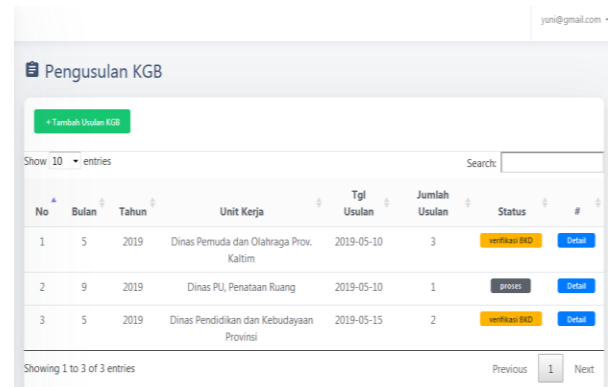 yuni@gmail.com
Pengusulan KGB
+Tambah Usulan KGB
Show 10 entries
Search:
No Bulan Tahun Unit Kerja Tgl Usulan Jumlah Usulan Status #
1 5 2019 Dinas Pemuda dan Olahraga Prov. Kaltim 2019-05-10 3 verifikasi BKD Detail
2 9 2019 Dinas PU, Penataan Ruang 2019-05-10 1 proses Detail
3 5 2019 Dinas Pendidikan dan Kebudayaan Provinsi 2019-05-15 2 verifikasi BKD Detail
Showing 1 to 3 of 3 entries
Previous 1 Next